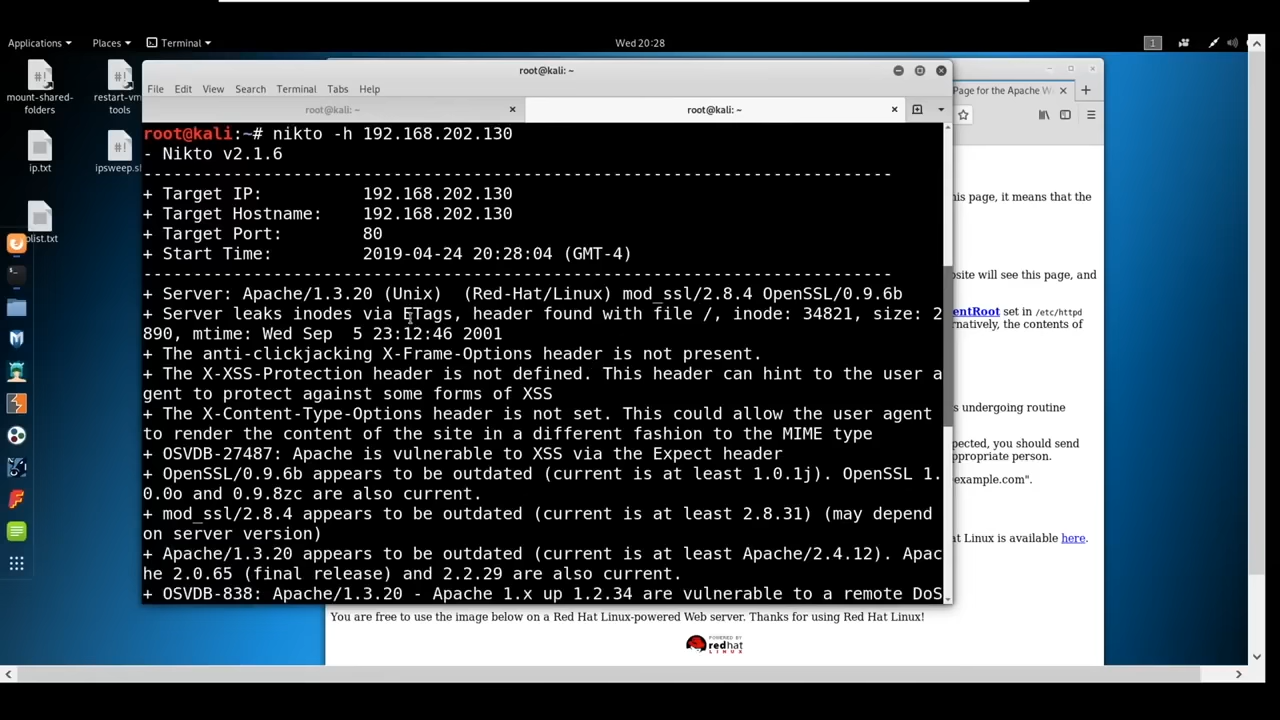 Applications Places Terminal Wed 20:28 1
root@kali: ~
File Edit View Search Terminal Tabs Help
root@kali: ~ root@kali: ~
Page for the Apache W
mount-shared-
folders
restart-vm
tools
ip.txt
ipsweep.s
olist.txt
root@kali:~# nikto -h 192.168.202.130
- Nikto v2.1.6
---------------------------------------------------------------------------
+ Target IP: 192.168.202.130
+ Target Hostname: 192.168.202.130
+ Target Port: 80
+ Start Time: 2019-04-24 20:28:04 (GMT-4)
---------------------------------------------------------------------------
+ Server: Apache/1.3.20 (Unix)  (Red-Hat/Linux) mod_ssl/2.8.4 OpenSSL/0.9.6b
+ Server leaks inodes via ETags, header found with file /, inode: 34821, size: 2
890, mtime: Wed Sep  5 23:12:46 2001
+ The anti-clickjacking X-Frame-Options header is not present.
+ The X-XSS-Protection header is not defined. This header can hint to the user a
gent to protect against some forms of XSS
+ The X-Content-Type-Options header is not set. This could allow the user agent
to render the content of the site in a different fashion to the MIME type
+ OSVDB-27487: Apache is vulnerable to XSS via the Expect header
+ OpenSSL/0.9.6b appears to be outdated (current is at least 1.0.1j). OpenSSL 1.
0.0o and 0.9.8zc are also current.
+ mod_ssl/2.8.4 appears to be outdated (current is at least 2.8.31) (may depend
on server version)
+ Apache/1.3.20 appears to be outdated (current is at least Apache/2.4.12). Apac
he 2.0.65 (final release) and 2.2.29 are also current.
+ OSVDB-838: Apache/1.3.20 - Apache 1.x up 1.2.34 are vulnerable to a remote DoS
his page, it means that the
bsite will see this page, and
entRoot set in /etc/httpd
rnatively, the contents of
s undergoing routine
pected, you should send
ppropriate person.
example.com".
at Linux is available here.
You are free to use the image below on a Red Hat Linux-powered Web server. Thanks for using Red Hat Linux!
POWERED BY
redhat
LINUX